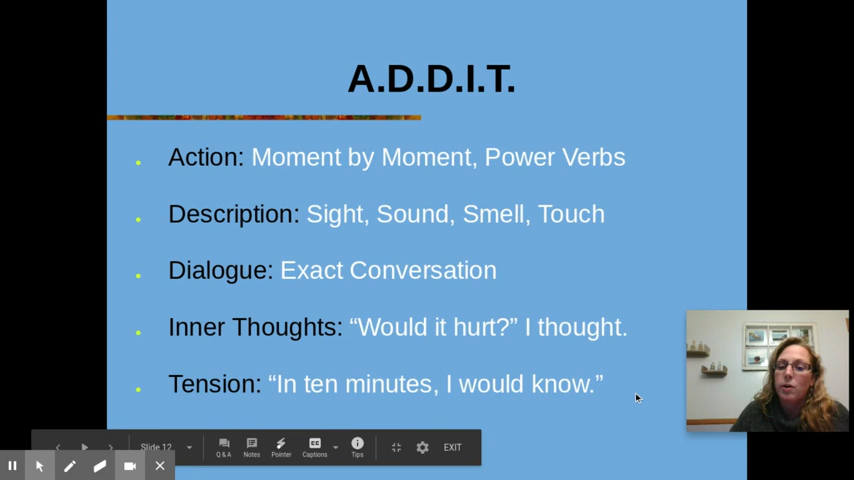 A.D.D.I.T.
Action: Moment by Moment, Power Verbs
Description: Sight, Sound, Smell, Touch
Dialogue: Exact Conversation
Inner Thoughts: “Would it hurt?” I thought.
Tension: “In ten minutes, I would know.”
Slide 12
Q & A
Notes
Pointer
CC
Captions
Tips
EXIT